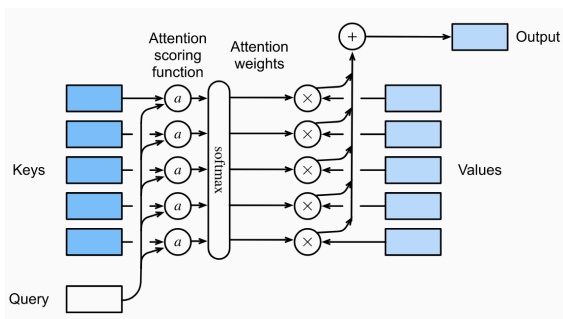 Output
Attention
scoring
function
Attention
weights
a
×
a
×
Keys
a
softmax
×
Values
a
×
a
×
Query
+